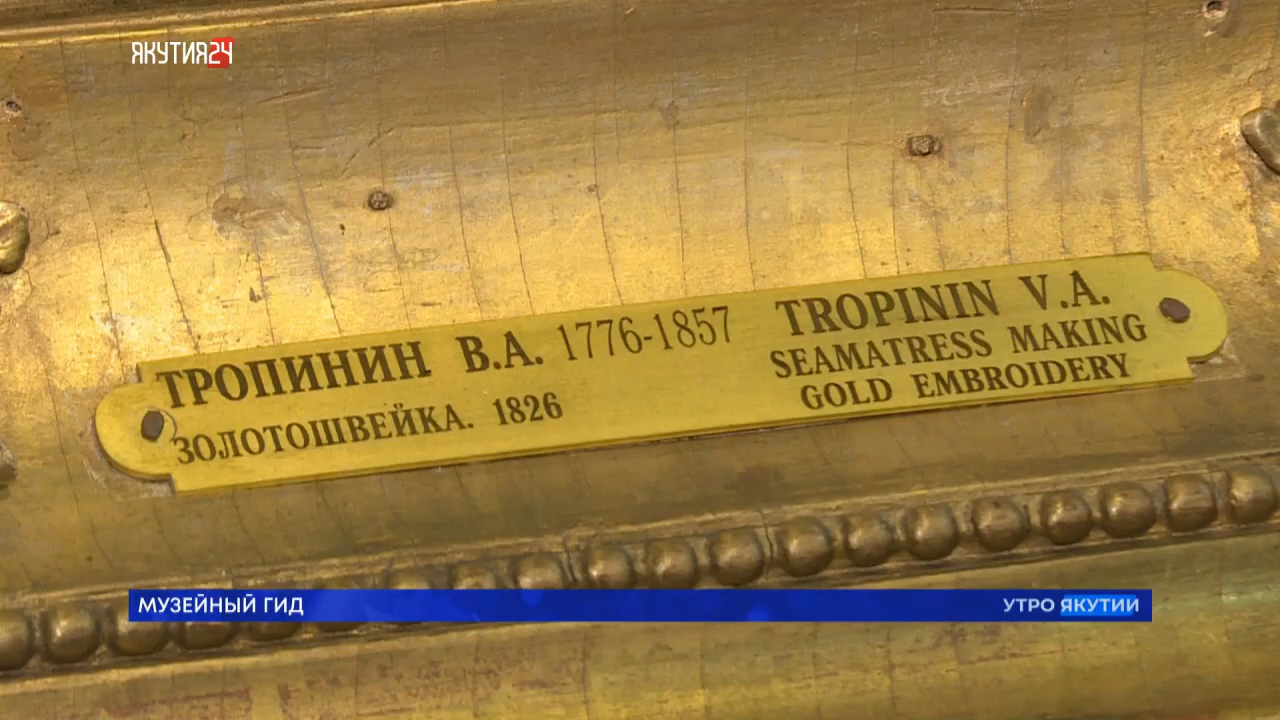 ЯКУТИЯ24
ТРОПИНИН В.А. 1776-1857
ЗОЛОТОШВЕЙКА. 1826
TROPININ V.A.
SEAMATRESS MAKING
GOLD EMBROIDERY
МУЗЕЙНЫЙ ГИД
УТРО ЯКУТИИ